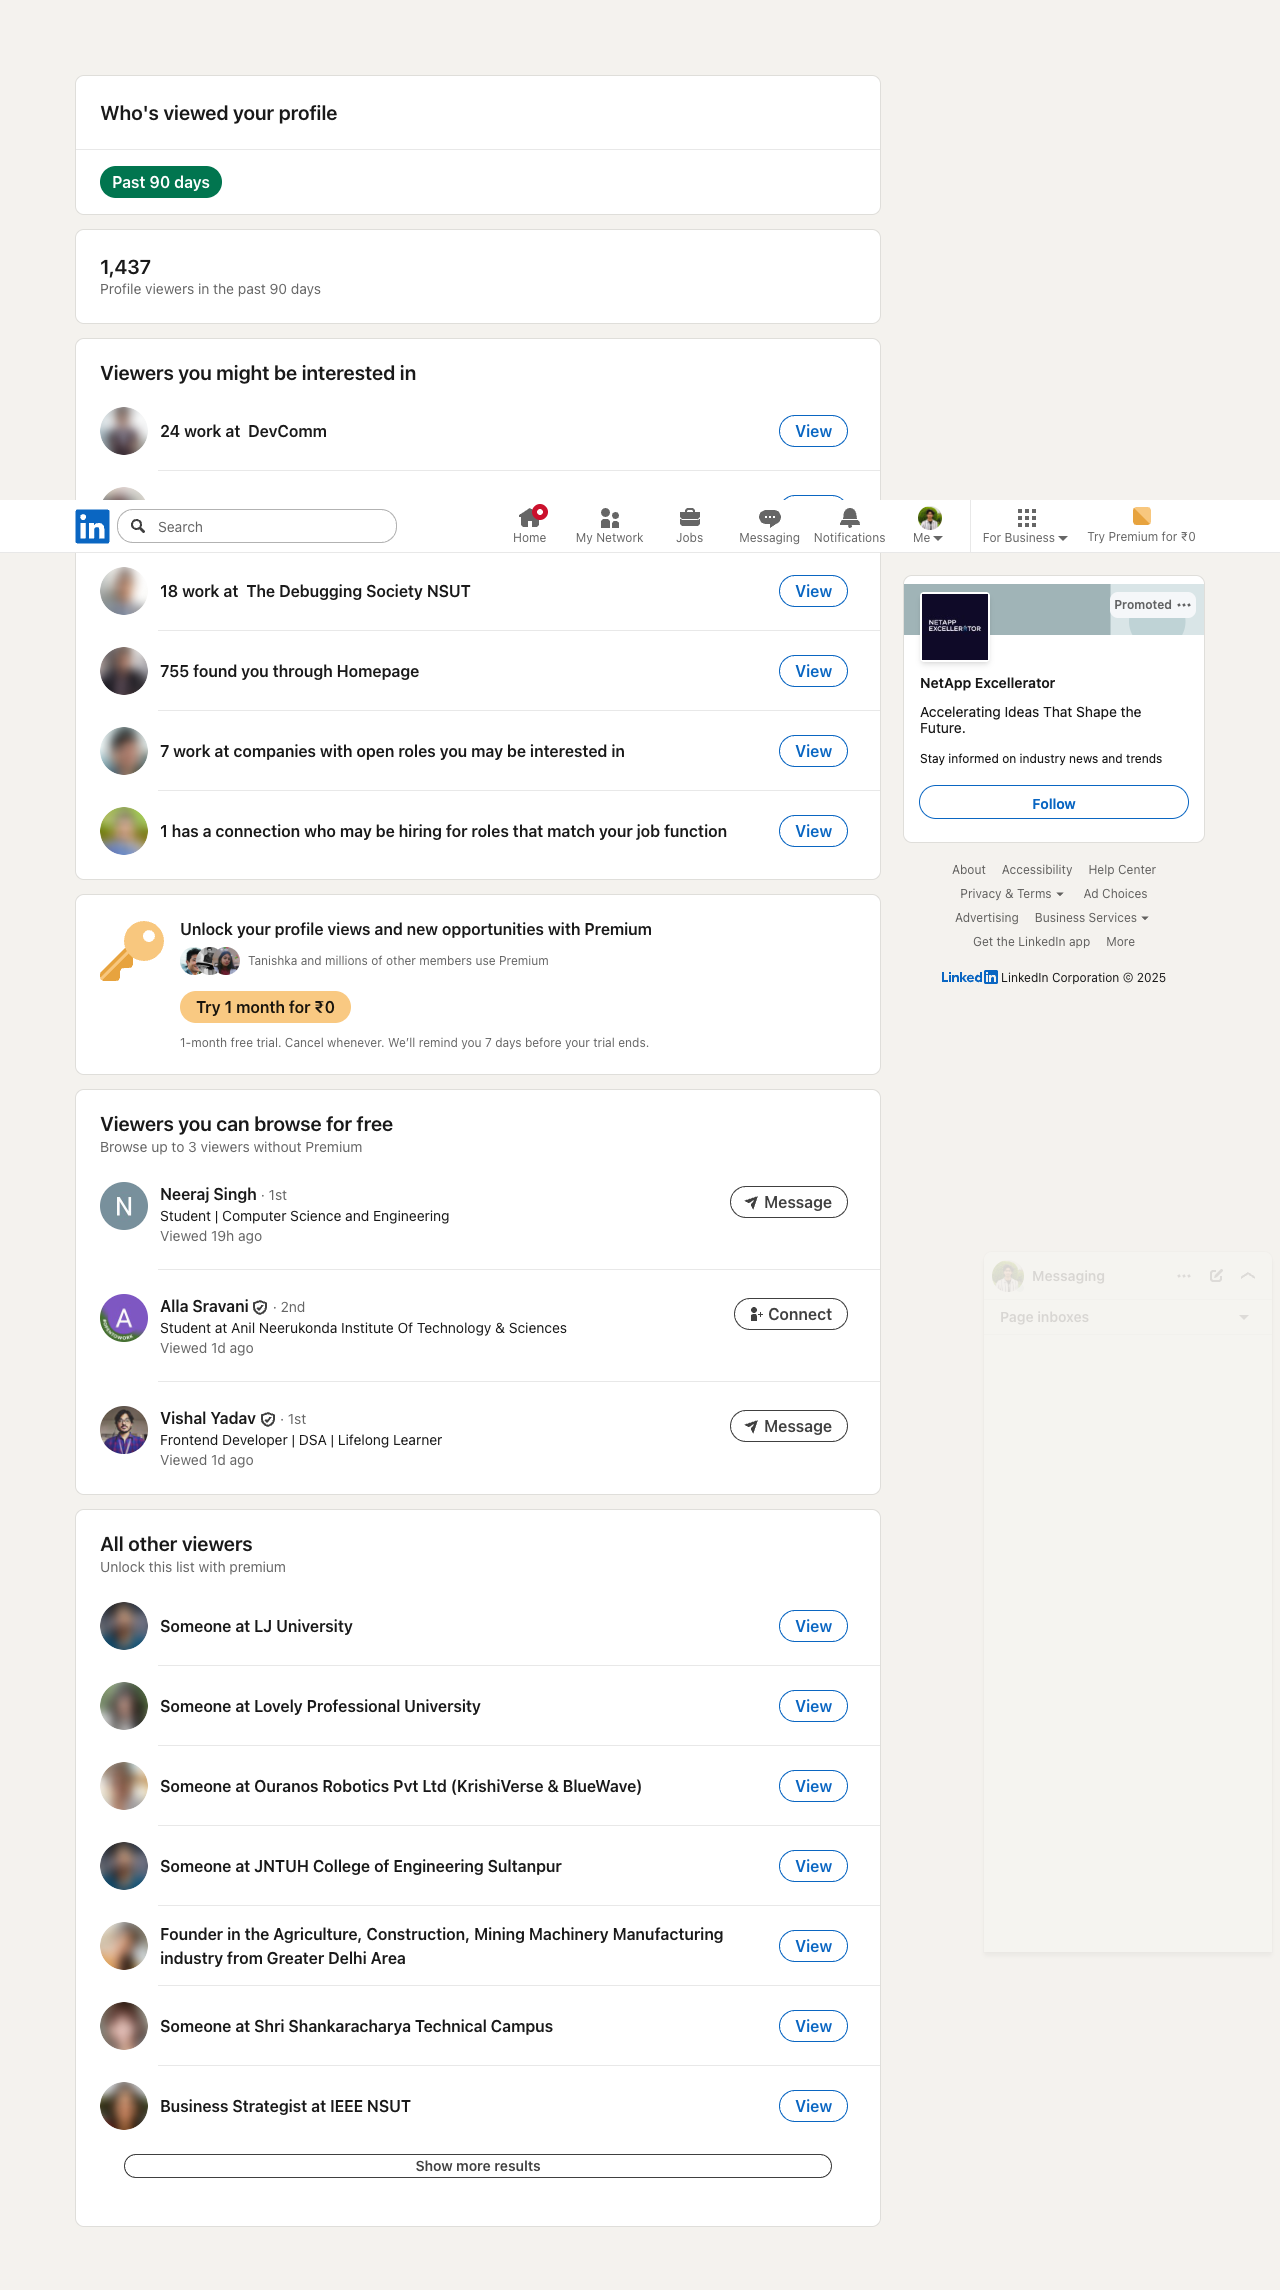 Who's viewed your profile
Past 90 days
1,437
Profile viewers in the past 90 days
Viewers you might be interested in
24 work at DevComm
View
in
Search
Home
My Network
Jobs
Messaging
Notifications
Me
For Business
Try Premium for ₹0
18 work at The Debugging Society NSUT
View
755 found you through Homepage
View
7 work at companies with open roles you may be interested in
View
1 has a connection who may be hiring for roles that match your job function
View
Promoted
NETAPP
EXCELLERATOR
NetApp Excellerator
Accelerating Ideas That Shape the
Future.
Stay informed on industry news and trends
Follow
About Accessibility Help Center
Privacy & Terms Ad Choices
Advertising Business Services
Get the LinkedIn app More
LinkedIn LinkedIn Corporation © 2025
Unlock your profile views and new opportunities with Premium
Tanishka and millions of other members use Premium
Try 1 month for ₹0
1-month free trial. Cancel whenever. We'll remind you 7 days before your trial ends.
Viewers you can browse for free
Browse up to 3 viewers without Premium
N
Neeraj Singh · 1st
Student | Computer Science and Engineering
Viewed 19h ago
Message
A
Alla Sravani · 2nd
Student at Anil Neerukonda Institute Of Technology & Sciences
Viewed 1d ago
Connect
Vishal Yadav · 1st
Frontend Developer | DSA | Lifelong Learner
Viewed 1d ago
Message
Messaging
Page inboxes
All other viewers
Unlock this list with premium
Someone at LJ University
View
Someone at Lovely Professional University
View
Someone at Ouranos Robotics Pvt Ltd (KrishiVerse & BlueWave)
View
Someone at JNTUH College of Engineering Sultanpur
View
Founder in the Agriculture, Construction, Mining Machinery Manufacturing
industry from Greater Delhi Area
View
Someone at Shri Shankaracharya Technical Campus
View
Business Strategist at IEEE NSUT
View
Show more results